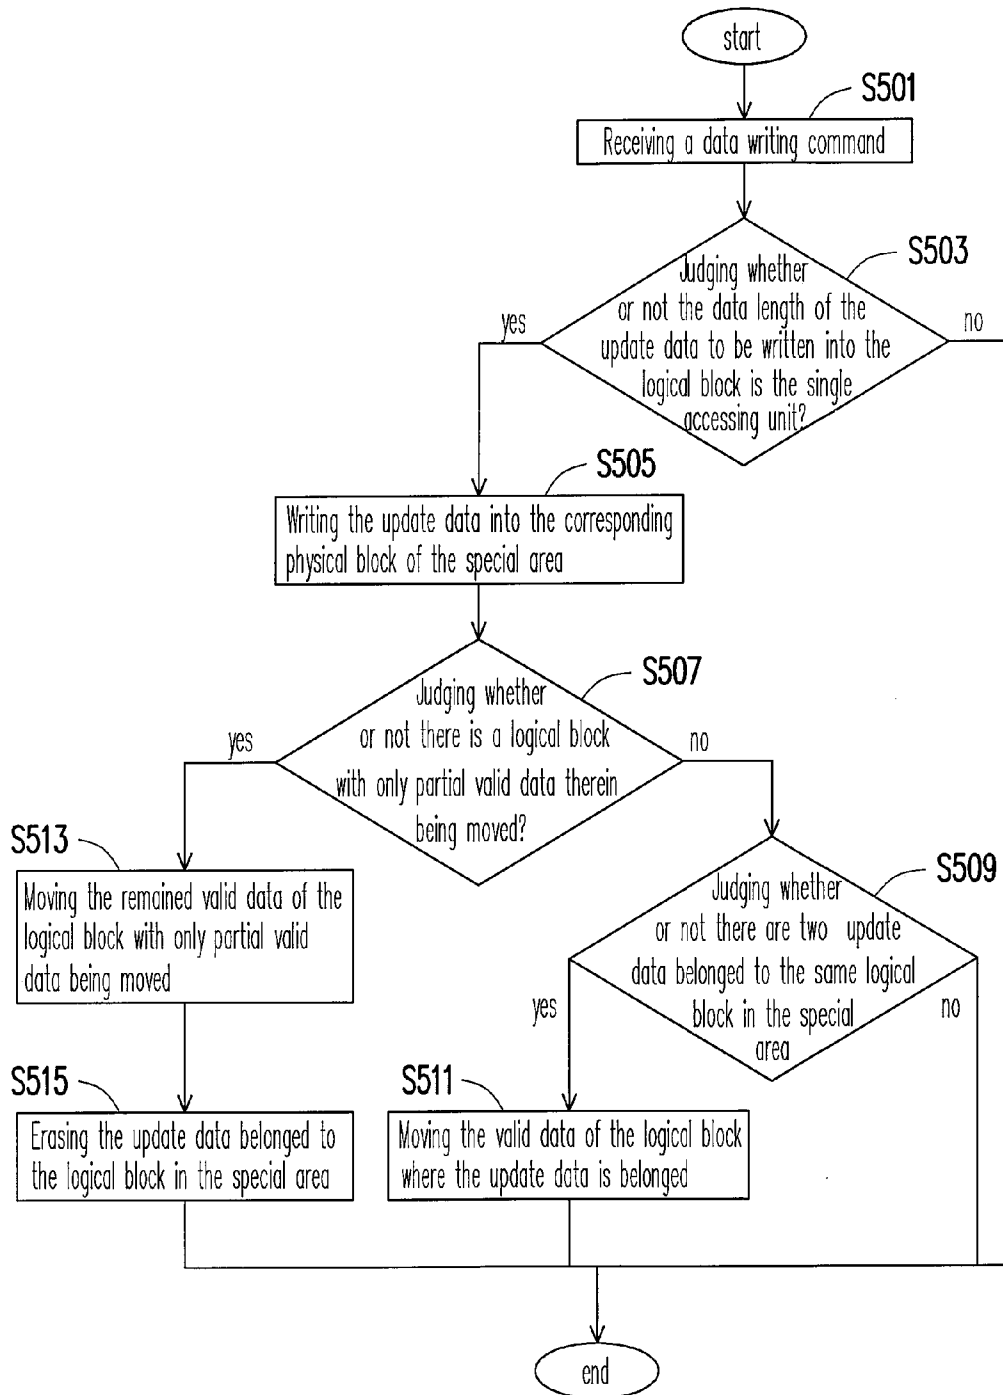 start
S501
Receiving a data writing command
S503
Judging whether
or not the data length of the
update data to be written into the
logical block is the single
accessing unit?
yes
no
S505
Writing the update data into the corresponding
physical block of the special area
S507
Judging whether
or not there is a logical block
with only partial valid data therein
being moved?
yes
no
S513
Moving the remained valid data of the
logical block with only partial valid
data being moved
S509
Judging whether
or not there are two update
data belonged to the same logical
block in the special
area
yes
no
S515
Erasing the update data belonged to
the logical block in the special area
S511
Moving the valid data of the logical block
where the update data is belonged
end